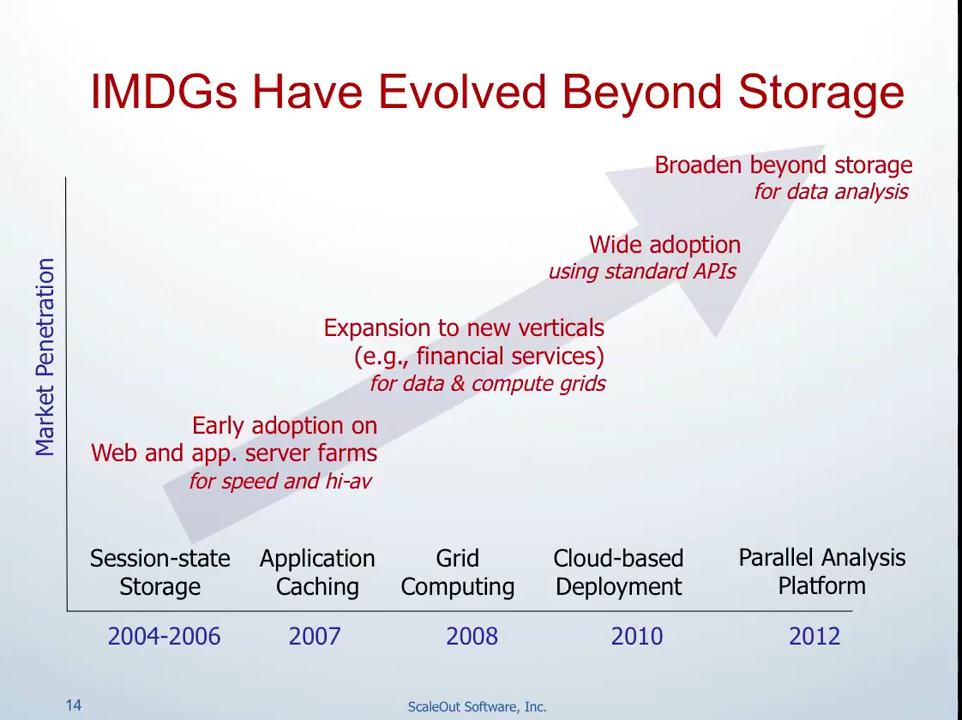 IMDGs Have Evolved Beyond Storage
Broaden beyond storage
for data analysis
Wide adoption
using standard APIs
Expansion to new verticals
(e.g., financial services)
for data & compute grids
Early adoption on
Web and app. server farms
for speed and hi-av
Market Penetration
Session-state
Storage
Application
Caching
Grid
Computing
Cloud-based
Deployment
Parallel Analysis
Platform
2004-2006
2007
2008
2010
2012
14
ScaleOut Software, Inc.